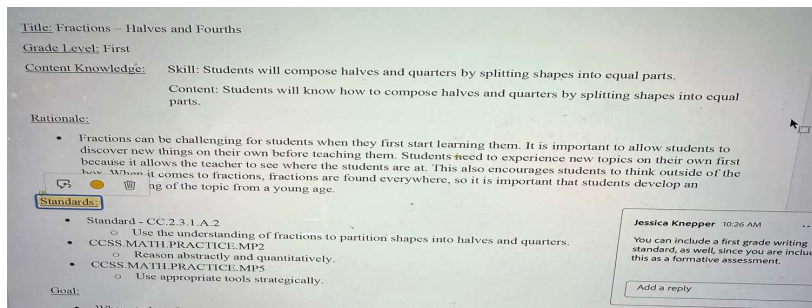 Title: Fractions – Halves and Fourths
Grade Level: First
Content Knowledge: Skill: Students will compose halves and quarters by splitting shapes into equal parts.
Content: Students will know how to compose halves and quarters by splitting shapes into equal
parts.
Rationale:
• Fractions can be challenging for students when they first start learning them. It is important to allow students to
discover new things on their own before teaching them. Students need to experience new topics on their own first
because it allows the teacher to see where the students are at. This also encourages students to think outside of the
box. When it comes to fractions, fractions are found everywhere, so it is important that students develop an
ng of the topic from a young age.
Standards:
• Standard - CC.2.3.1.A.2
○ Use the understanding of fractions to partition shapes into halves and quarters.
• CCSS.MATH.PRACTICE.MP2
○ Reason abstractly and quantitatively.
• CCSS.MATH.PRACTICE.MP5
○ Use appropriate tools strategically.
Goal:
Jessica Knepper 10:26 AM
You can include a first grade writing
standard, as well, since you are includ
this as a formative assessment.
Add a reply